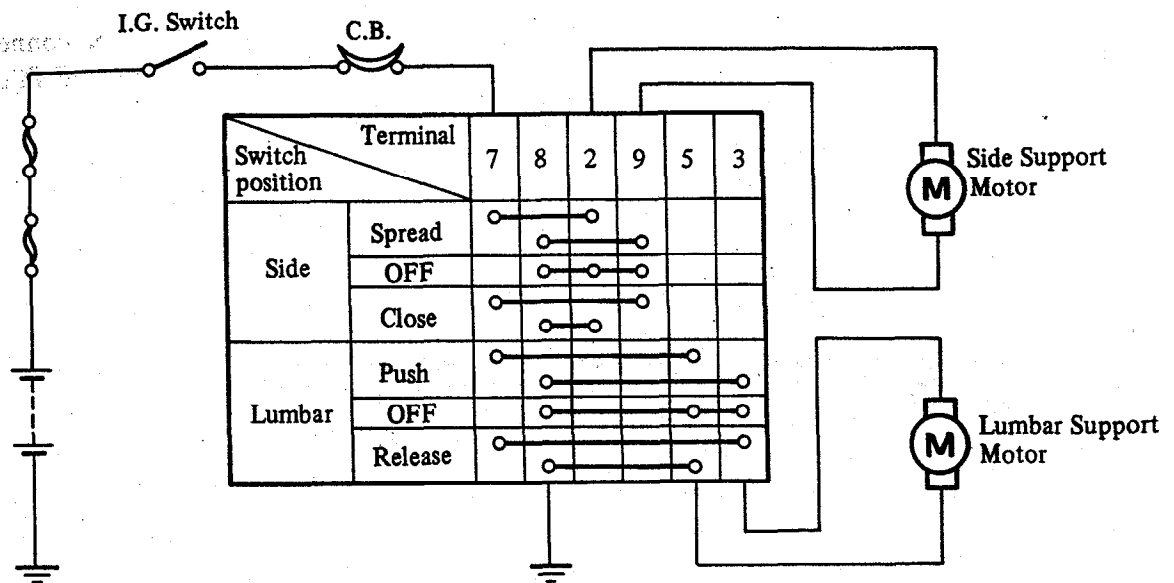 I.G. Switch
C.B.
Terminal
Switch
position
7 8 2 9 5 3
Side
Spread
OFF
Close
Lumbar
Push
OFF
Release
M
Side Support
Motor
M
Lumbar Support
Motor